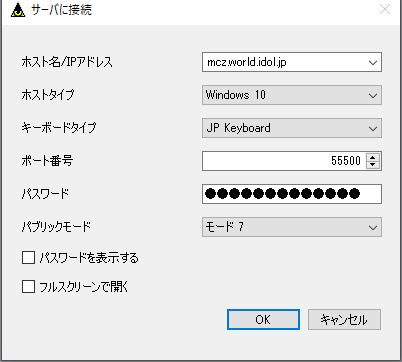 サーバに接続
ホスト名/IPアドレス
mcz.world.idol.jp
ホストタイプ
Windows 10
キーボードタイプ
JP Keyboard
ポート番号
55500
パスワード
●●●●●●●●●●●●●
パブリックモード
モード 7
パスワードを表示する
フルスクリーンで開く
OK
キャンセル